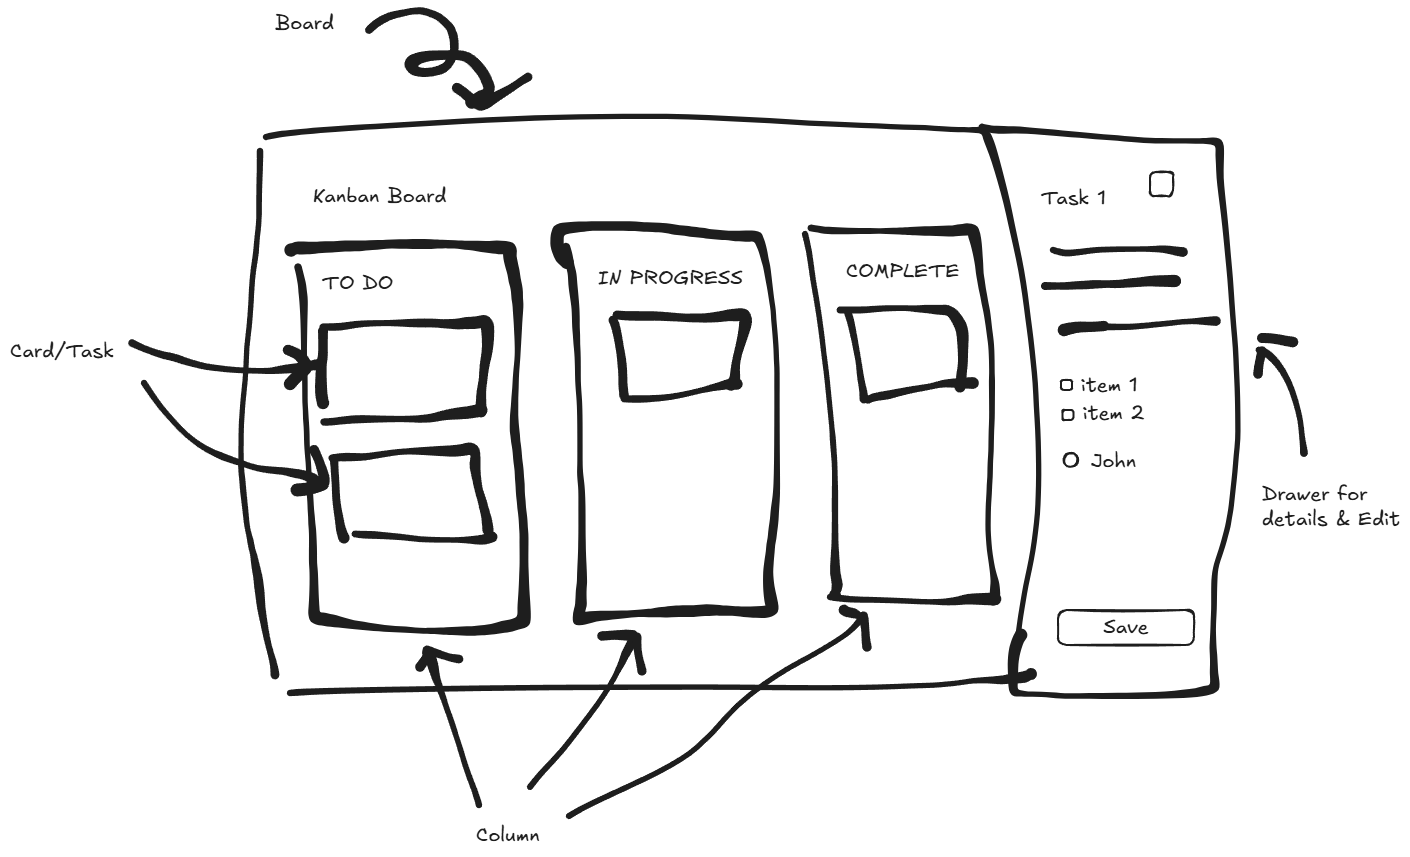 Board
Kanban Board
Task 1
TO DO
IN PROGRESS
COMPLETE
Card/Task
item 1
item 2
John
Drawer for
details & Edit
Save
Column